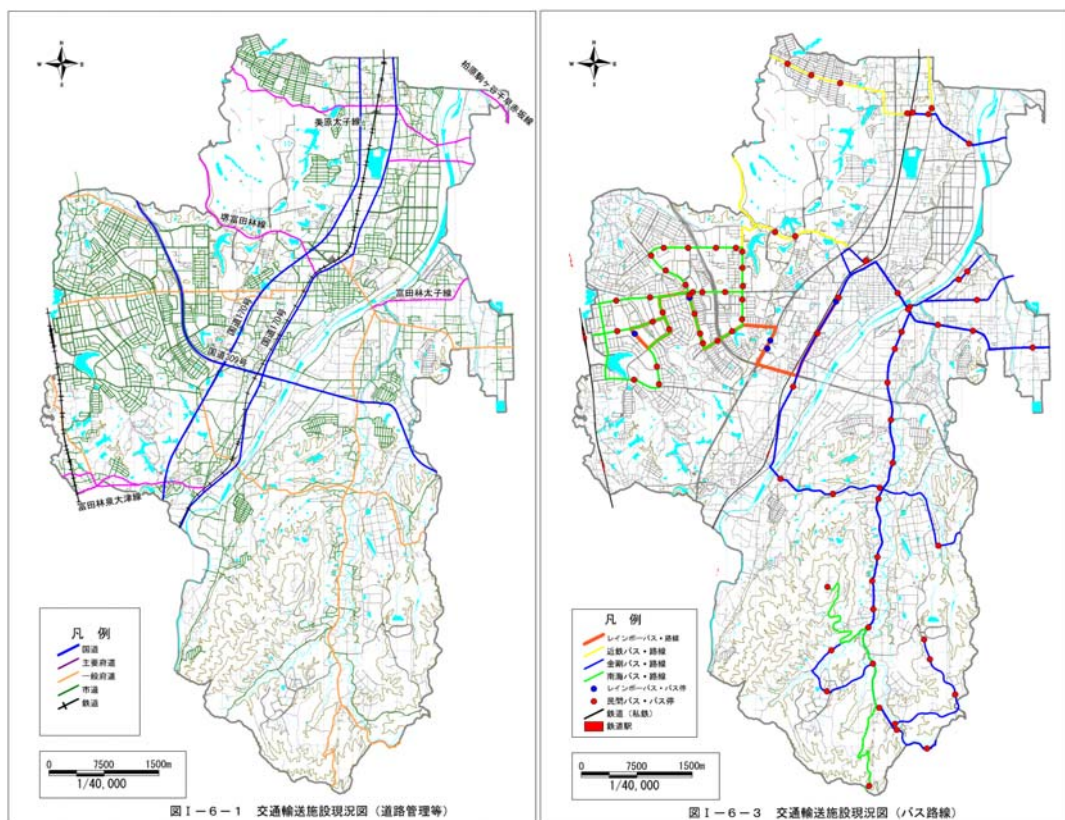 N
W E
S
柏原駒ヶ谷千早赤阪線
美原太子線
堺富田林線
富田林太子線
国道170号
国道170号
国道309号
富田林泉大津線
凡 例
国道
主要府道
一般府道
市道
鉄道
0 7500 1500m
1/40,000
図Ⅰ－6－1 交通輸送施設現況図（道路管理等）
N
W E
S
凡 例
レインボーバス・路線
近鉄バス・路線
金剛バス・路線
南海バス・路線
レインボーバス・バス停
民間バス・バス停
鉄道（私鉄）
鉄道駅
0 7500 1500m
1/40,000
図Ⅰ－6－3 交通輸送施設現況図（バス路線）